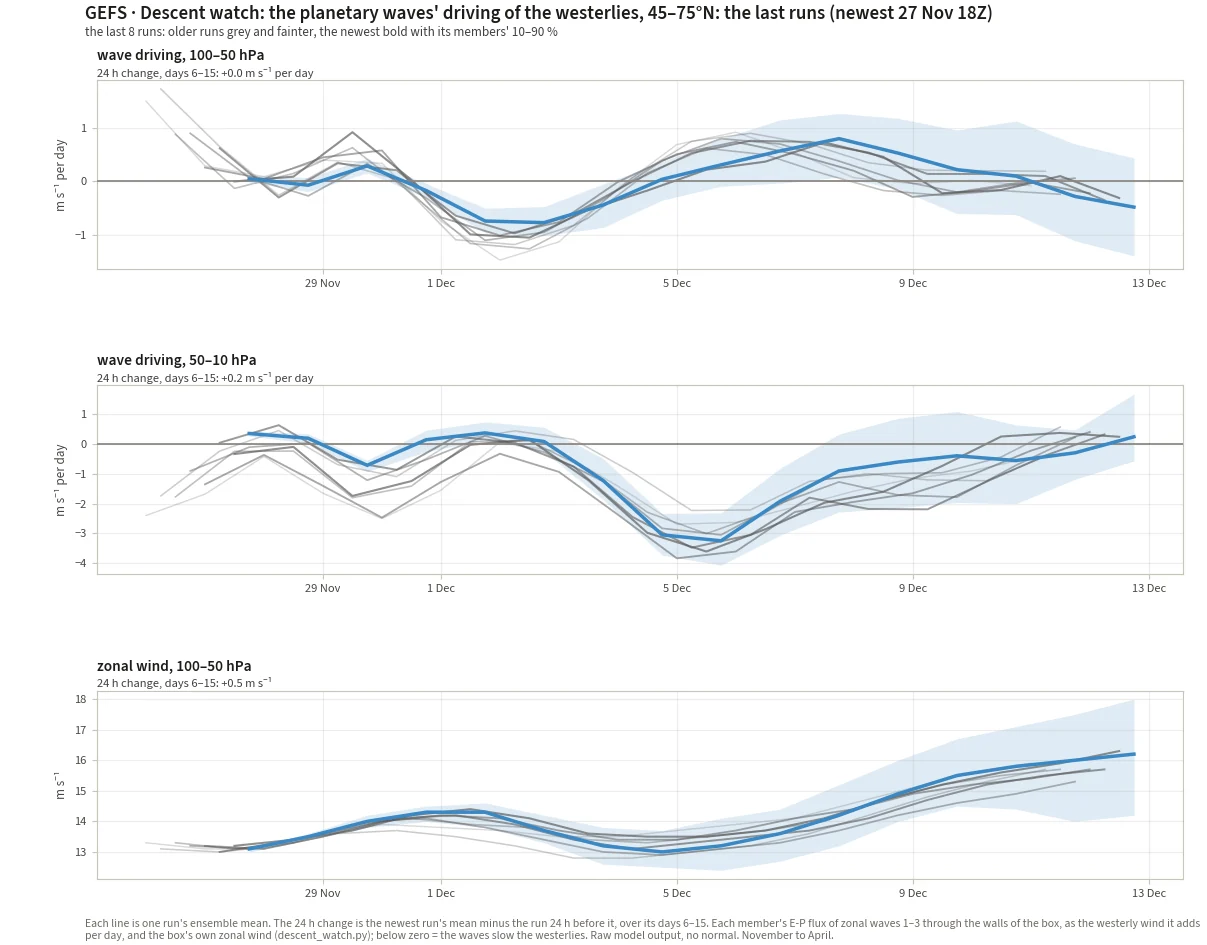 GEFS · Descent watch: the planetary waves' driving of the westerlies, 45–75°N: the last runs (newest 27 Nov 18Z)
the last 8 runs: older runs grey and fainter, the newest bold with its members' 10–90 %
wave driving, 100–50 hPa
24 h change, days 6–15: +0.0 m s⁻¹ per day
m s⁻¹ per day
1
0
−1
29 Nov
1 Dec
5 Dec
9 Dec
13 Dec
wave driving, 50–10 hPa
24 h change, days 6–15: +0.2 m s⁻¹ per day
m s⁻¹ per day
1
0
−1
−2
−3
−4
29 Nov
1 Dec
5 Dec
9 Dec
13 Dec
zonal wind, 100–50 hPa
24 h change, days 6–15: +0.5 m s⁻¹
m s⁻¹
18
17
16
15
14
13
29 Nov
1 Dec
5 Dec
9 Dec
13 Dec
Each line is one run's ensemble mean. The 24 h change is the newest run's mean minus the run 24 h before it, over its days 6–15. Each member's E-P flux of zonal waves 1–3 through the walls of the box, as the westerly wind it adds
per day, and the box's own zonal wind (descent_watch.py); below zero = the waves slow the westerlies. Raw model output, no normal. November to April.